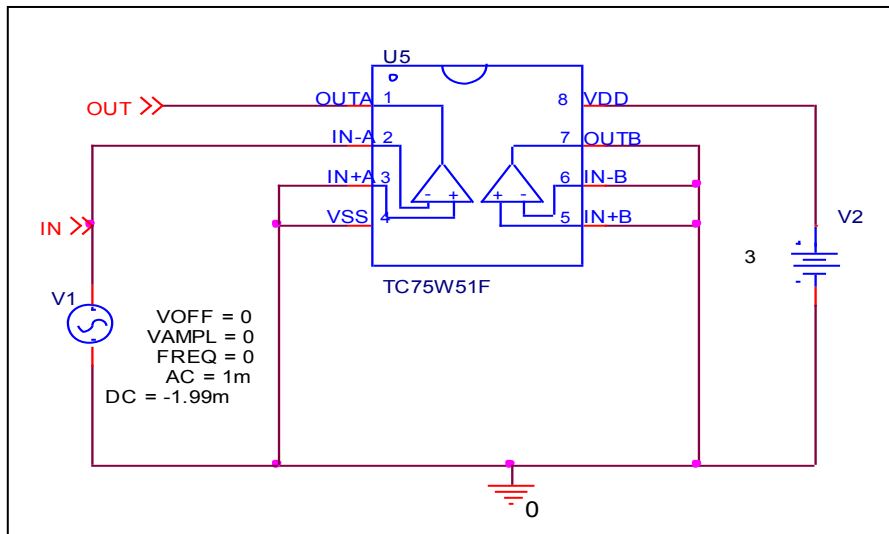 U5
OUT
OUTA 1
8 VDD
IN-A 2
7 OUTB
IN+A 3
6 IN-B
VSS 4
5 IN+B
IN
V2
3
TC75W51F
V1
VOFF = 0
VAMPL = 0
FREQ = 0
AC = 1m
DC = -1.99m
- +
+ -
0